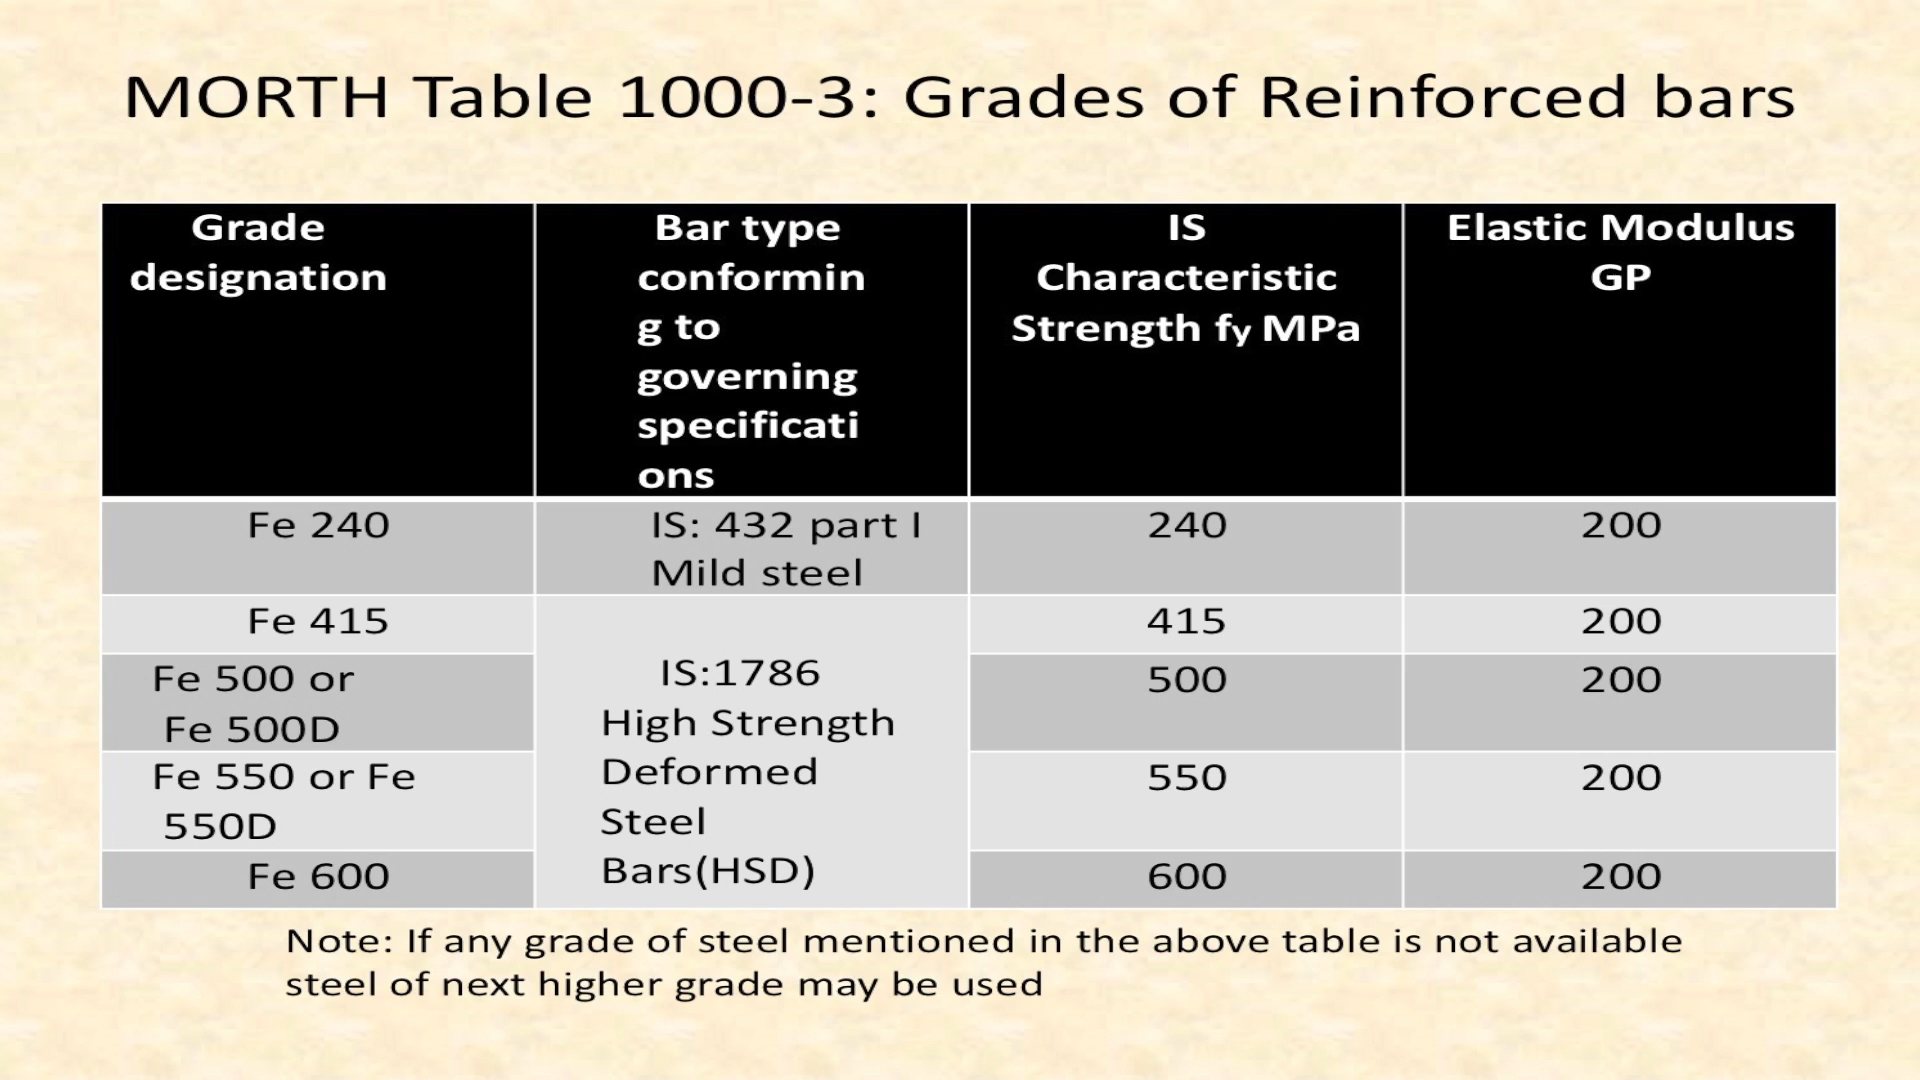 MORTH Table 1000-3: Grades of Reinforced bars
Grade
designation
Bar type
conformin
g to
governing
specificati
ons
IS
Characteristic
Strength fy MPa
Elastic Modulus
GP
Fe 240
IS: 432 part I
Mild steel
240
200
Fe 415
IS:1786
High Strength
Deformed
Steel
Bars(HSD)
415
200
Fe 500 or
Fe 500D
500
200
Fe 550 or Fe
550D
550
200
Fe 600
600
200
Note: If any grade of steel mentioned in the above table is not available
steel of next higher grade may be used